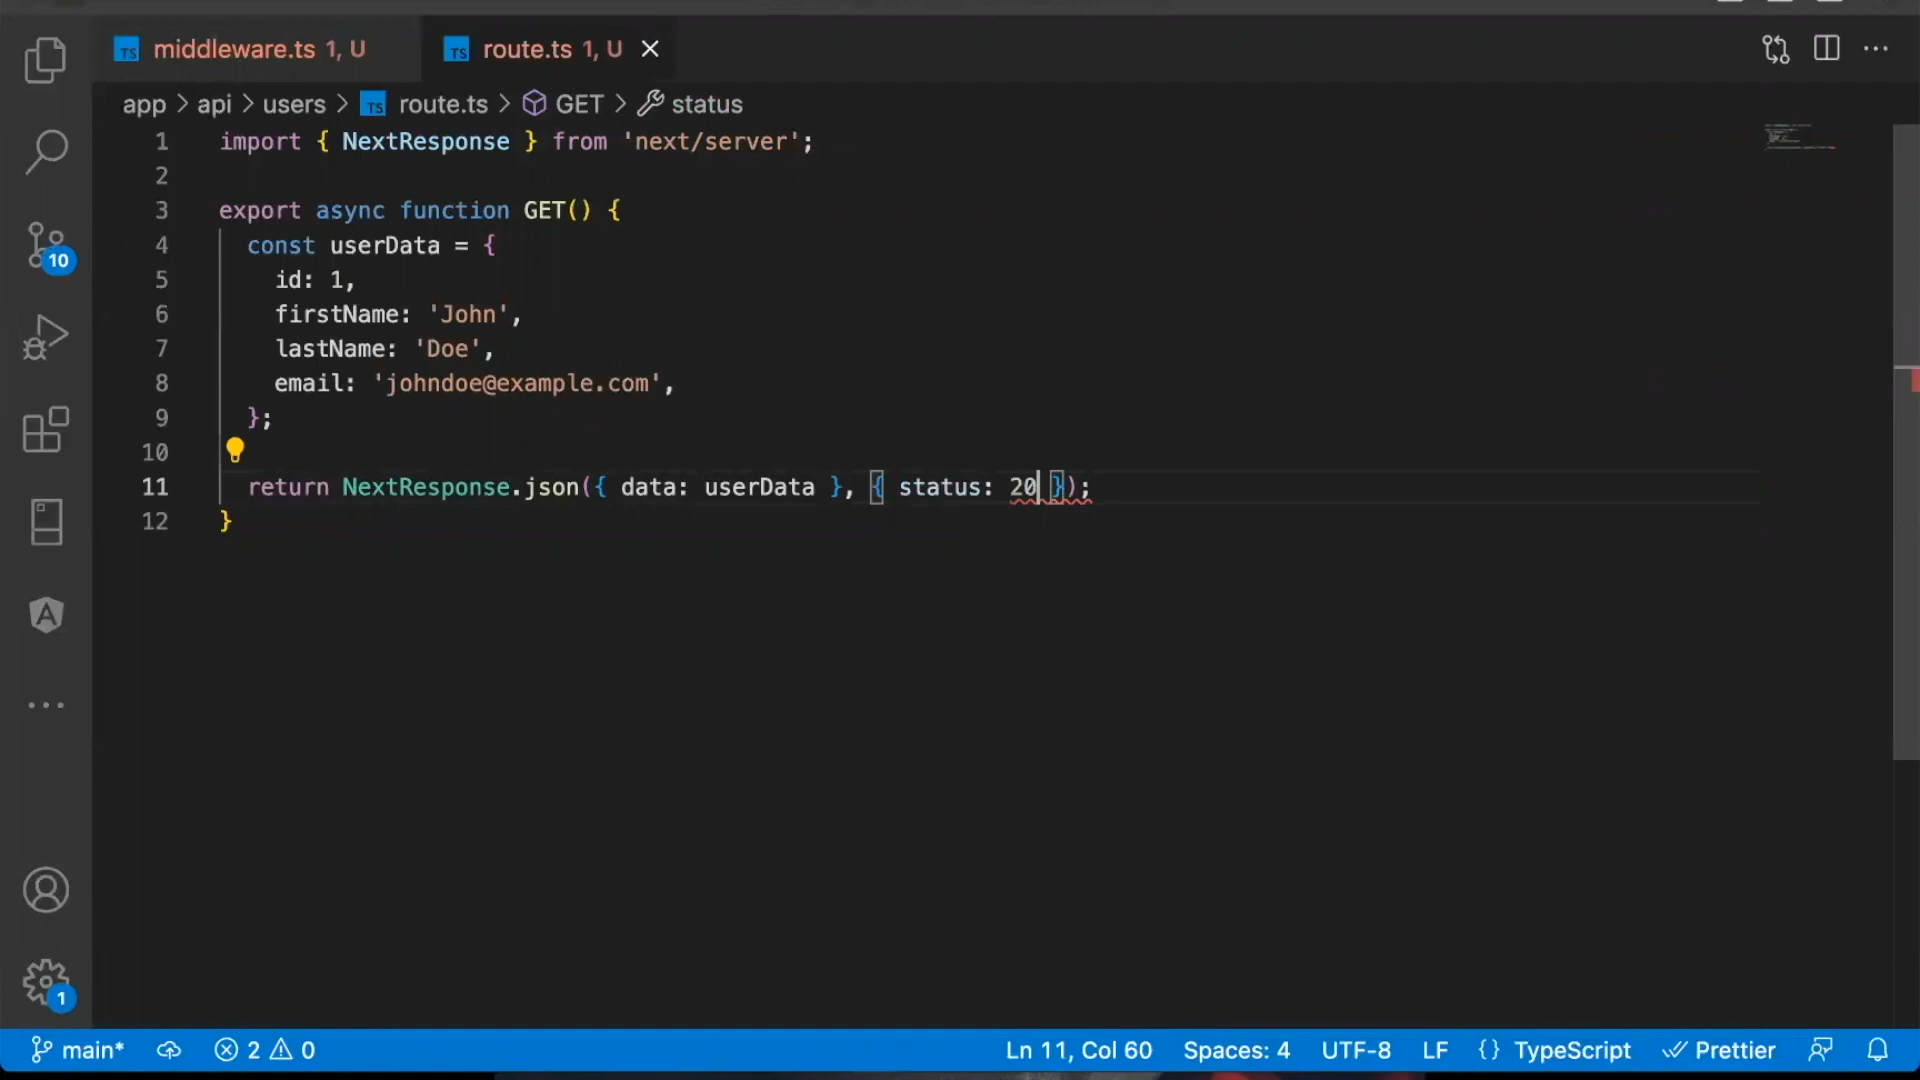 TS middleware.ts 1, U TS route.ts 1, U
app > api > users > TS route.ts > GET > status
1 import { NextResponse } from 'next/server';
2
3 export async function GET() {
4 const userData = {
5 id: 1,
6 firstName: 'John',
7 lastName: 'Doe',
8 email: 'johndoe@example.com',
9 };
10
11 return NextResponse.json({ data: userData }, { status: 20 });
12 }
10
1
main* 2 0 Ln 11, Col 60 Spaces: 4 UTF-8 LF {} TypeScript Prettier